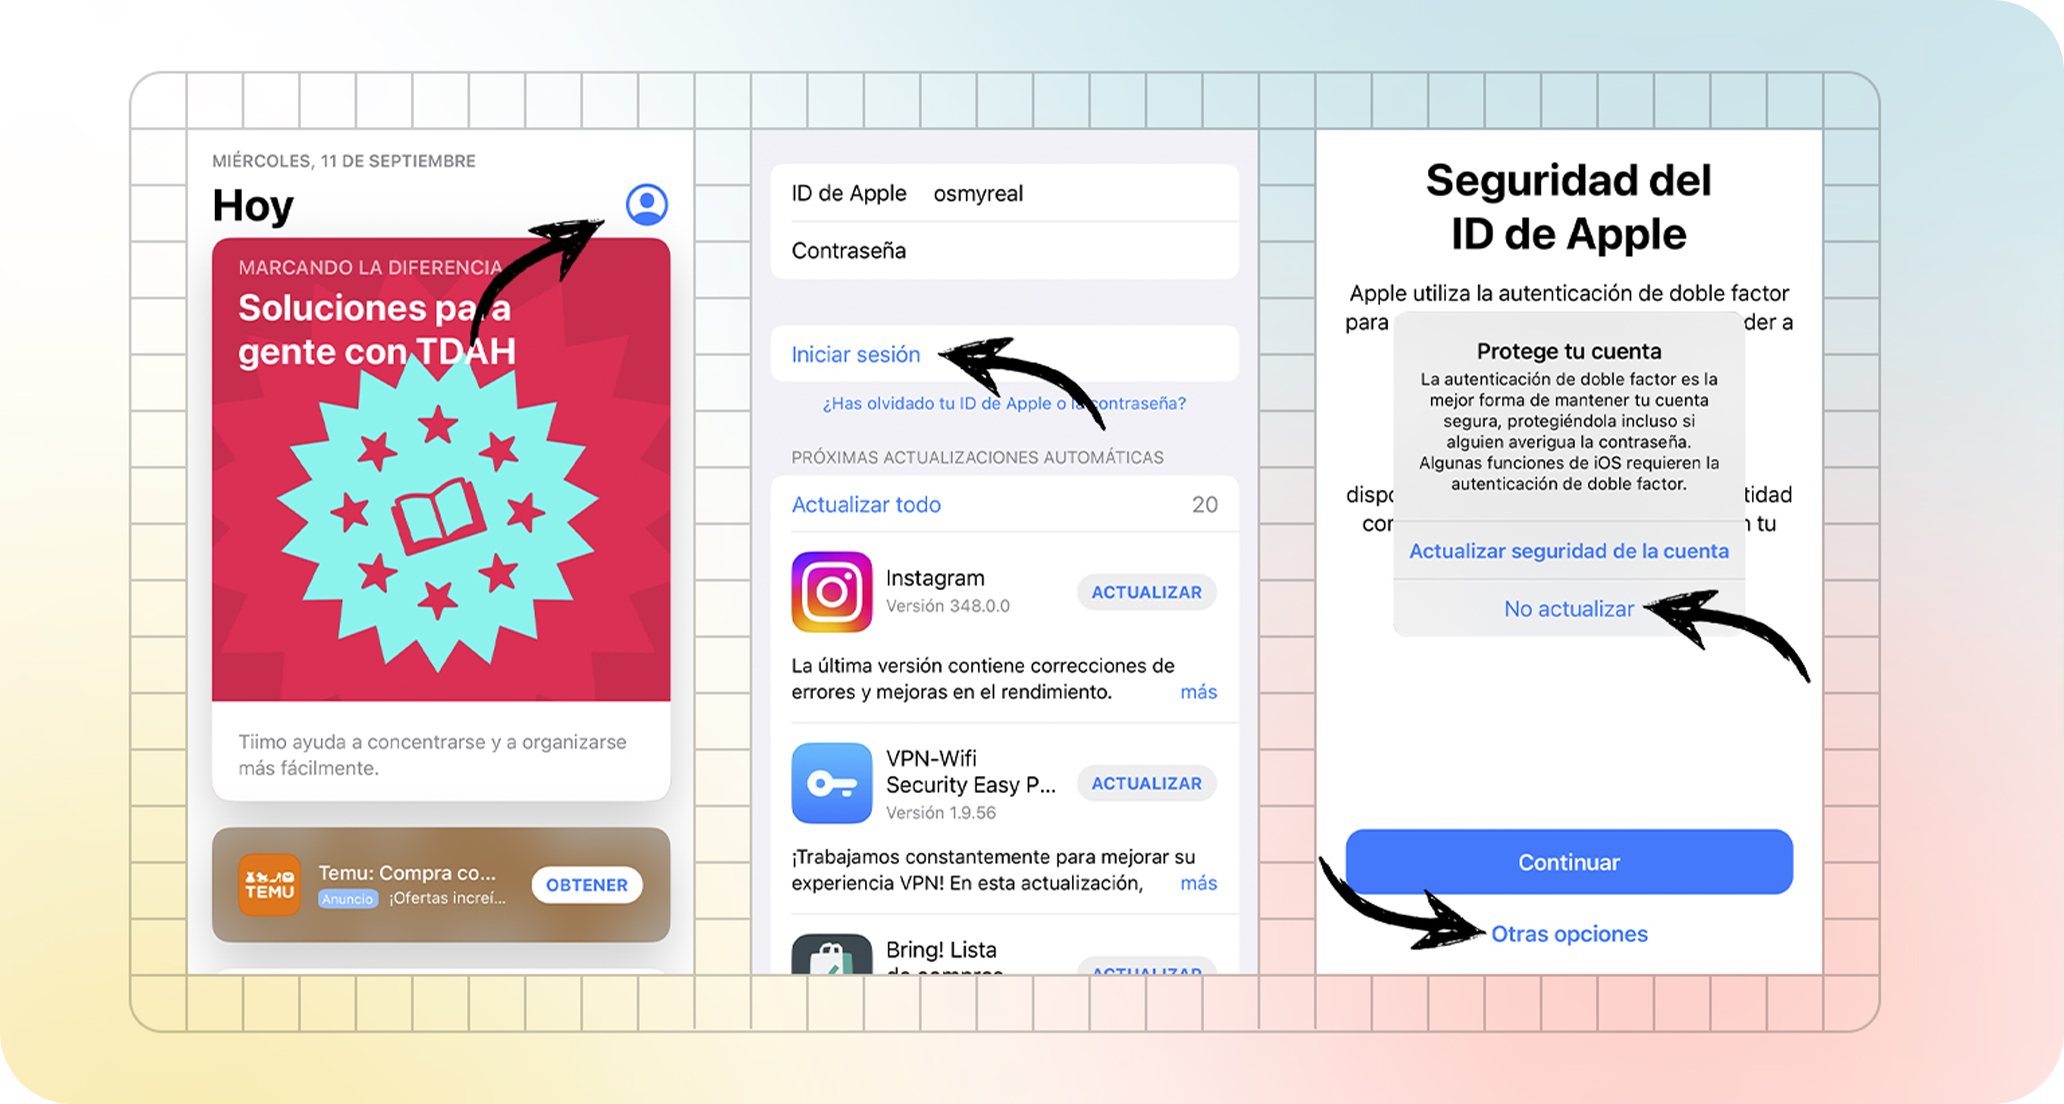 MIÉRCOLES, 11 DE SEPTIEMBRE
Hoy
MARCANDO LA DIFERENCIA
Soluciones para
gente con TDAH
Tiimo ayuda a concentrarse y a organizarse
más fácilmente.
TEMU
Temu: Compra co...
Anuncio ¡Ofertas increí...
OBTENER
ID de Apple osmyreal
Contraseña
Iniciar sesión
¿Has olvidado tu ID de Apple o la contraseña?
PRÓXIMAS ACTUALIZACIONES AUTOMÁTICAS
Actualizar todo 20
Instagram
Versión 348.0.0
ACTUALIZAR
La última versión contiene correcciones de
errores y mejoras en el rendimiento. más
VPN-Wifi
Security Easy P...
Versión 1.9.56
ACTUALIZAR
¡Trabajamos constantemente para mejorar su
experiencia VPN! En esta actualización, más
Bring! Lista
de compras
ACTUALIZAR
Seguridad del
ID de Apple
Apple utiliza la autenticación de doble factor
para der a
Protege tu cuenta
La autenticación de doble factor es la
mejor forma de mantener tu cuenta
segura, protegiéndola incluso si
alguien averigua la contraseña.
Algunas funciones de iOS requieren la
autenticación de doble factor.
dispo tidad
cor n tu
Actualizar seguridad de la cuenta
No actualizar
Continuar
Otras opciones